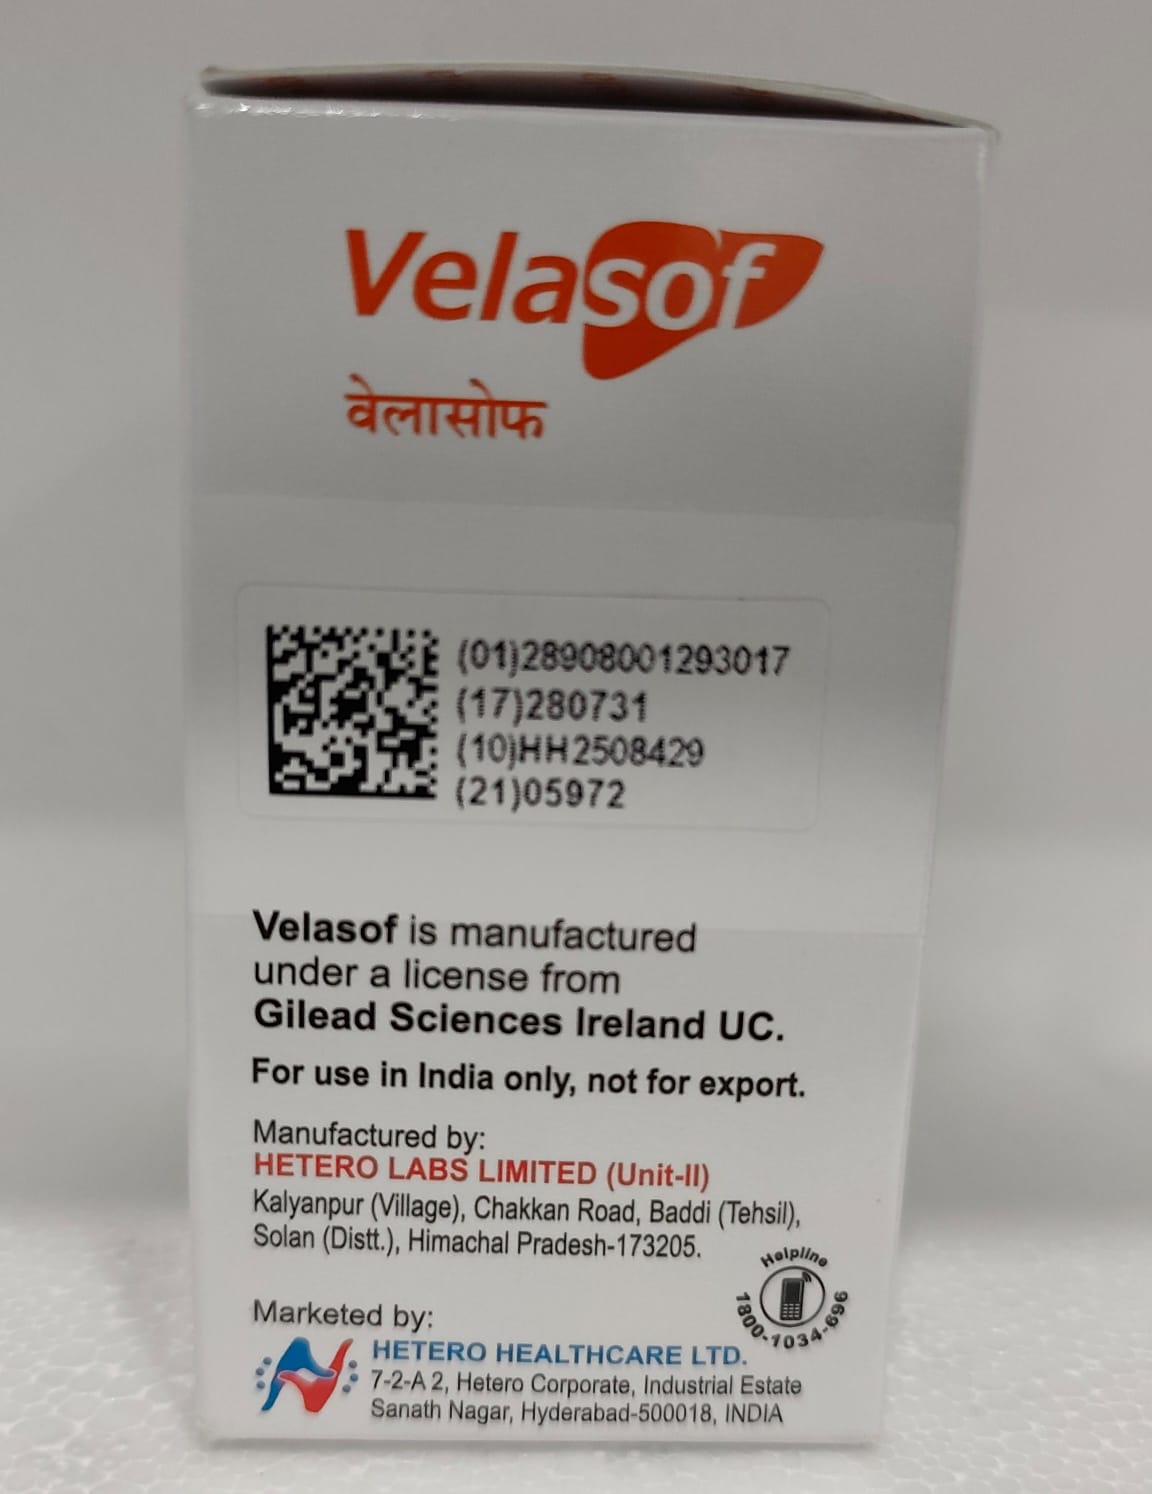 Velasof
वेलासोफ
(01)28908001293017
(17)280731
(10)HH2508429
(21)05972
Velasof is manufactured
under a license from
Gilead Sciences Ireland UC.
For use in India only, not for export.
Manufactured by:
HETERO LABS LIMITED (Unit-II)
Kalyanpur (Village), Chakkan Road, Baddi (Tehsil),
Solan (Distt.), Himachal Pradesh-173205.
Helpline
1800-1034-696
Marketed by:
HETERO HEALTHCARE LTD.
7-2-A 2, Hetero Corporate, Industrial Estate
Sanath Nagar, Hyderabad-500018, INDIA